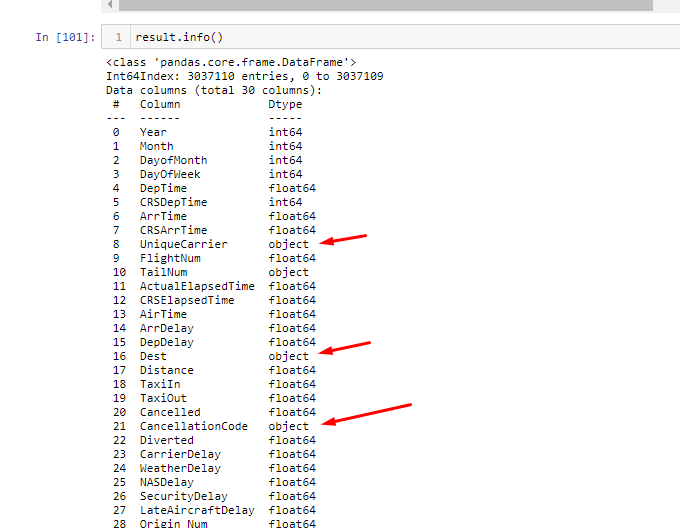 In [101]:
1 result.info()
<class 'pandas.core.frame.DataFrame'>
Int64Index: 3037110 entries, 0 to 3037109
Data columns (total 30 columns):
# Column Dtype
--- ------ -----
0 Year int64
1 Month int64
2 DayofMonth int64
3 DayOfWeek int64
4 DepTime float64
5 CRSDepTime int64
6 ArrTime float64
7 CRSArrTime float64
8 UniqueCarrier object
9 FlightNum float64
10 TailNum object
11 ActualElapsedTime float64
12 CRSElapsedTime float64
13 AirTime float64
14 ArrDelay float64
15 DepDelay float64
16 Dest object
17 Distance float64
18 TaxiIn float64
19 TaxiOut float64
20 Cancelled float64
21 CancellationCode object
22 Diverted float64
23 CarrierDelay float64
24 WeatherDelay float64
25 NASDelay float64
26 SecurityDelay float64
27 LateAircraftDelay float64
28 Origin_Num float64